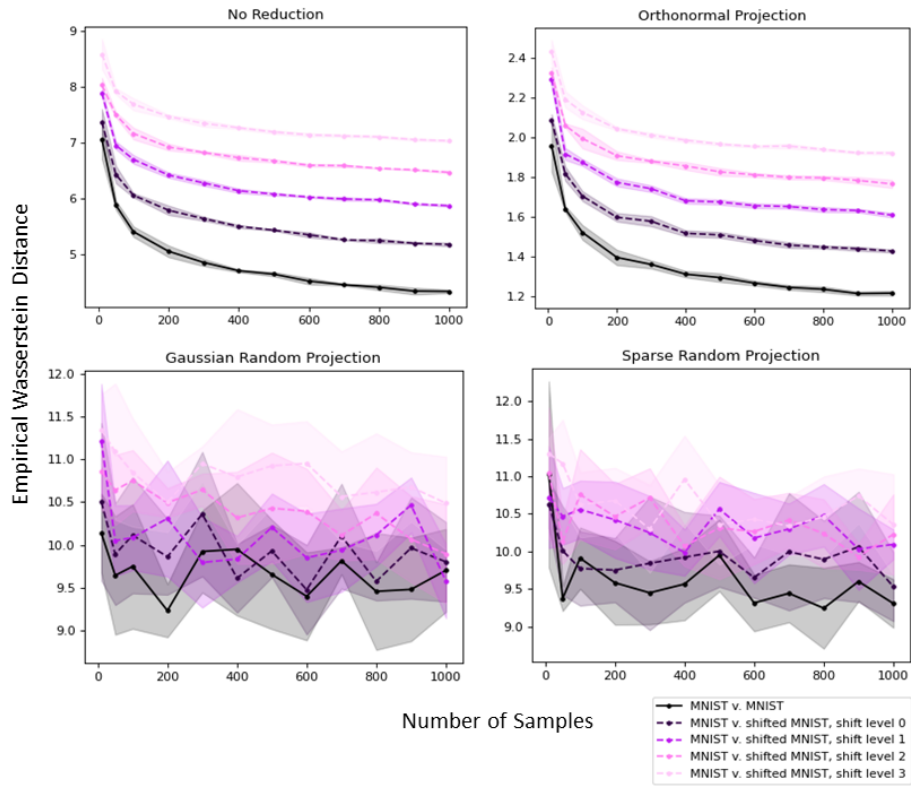 No Reduction
Orthonormal Projection
9
8
7
6
5
0 200 400 600 800 1000
2.4
2.2
2.0
1.8
1.6
1.4
1.2
0 200 400 600 800 1000
Empirical Wasserstein Distance
Gaussian Random Projection
Sparse Random Projection
12.0
11.5
11.0
10.5
10.0
9.5
9.0
0 200 400 600 800 1000
12.0
11.5
11.0
10.5
10.0
9.5
9.0
0 200 400 600 800 1000
Number of Samples
MNIST v. MNIST
MNIST v. shifted MNIST, shift level 0
MNIST v. shifted MNIST, shift level 1
MNIST v. shifted MNIST, shift level 2
MNIST v. shifted MNIST, shift level 3